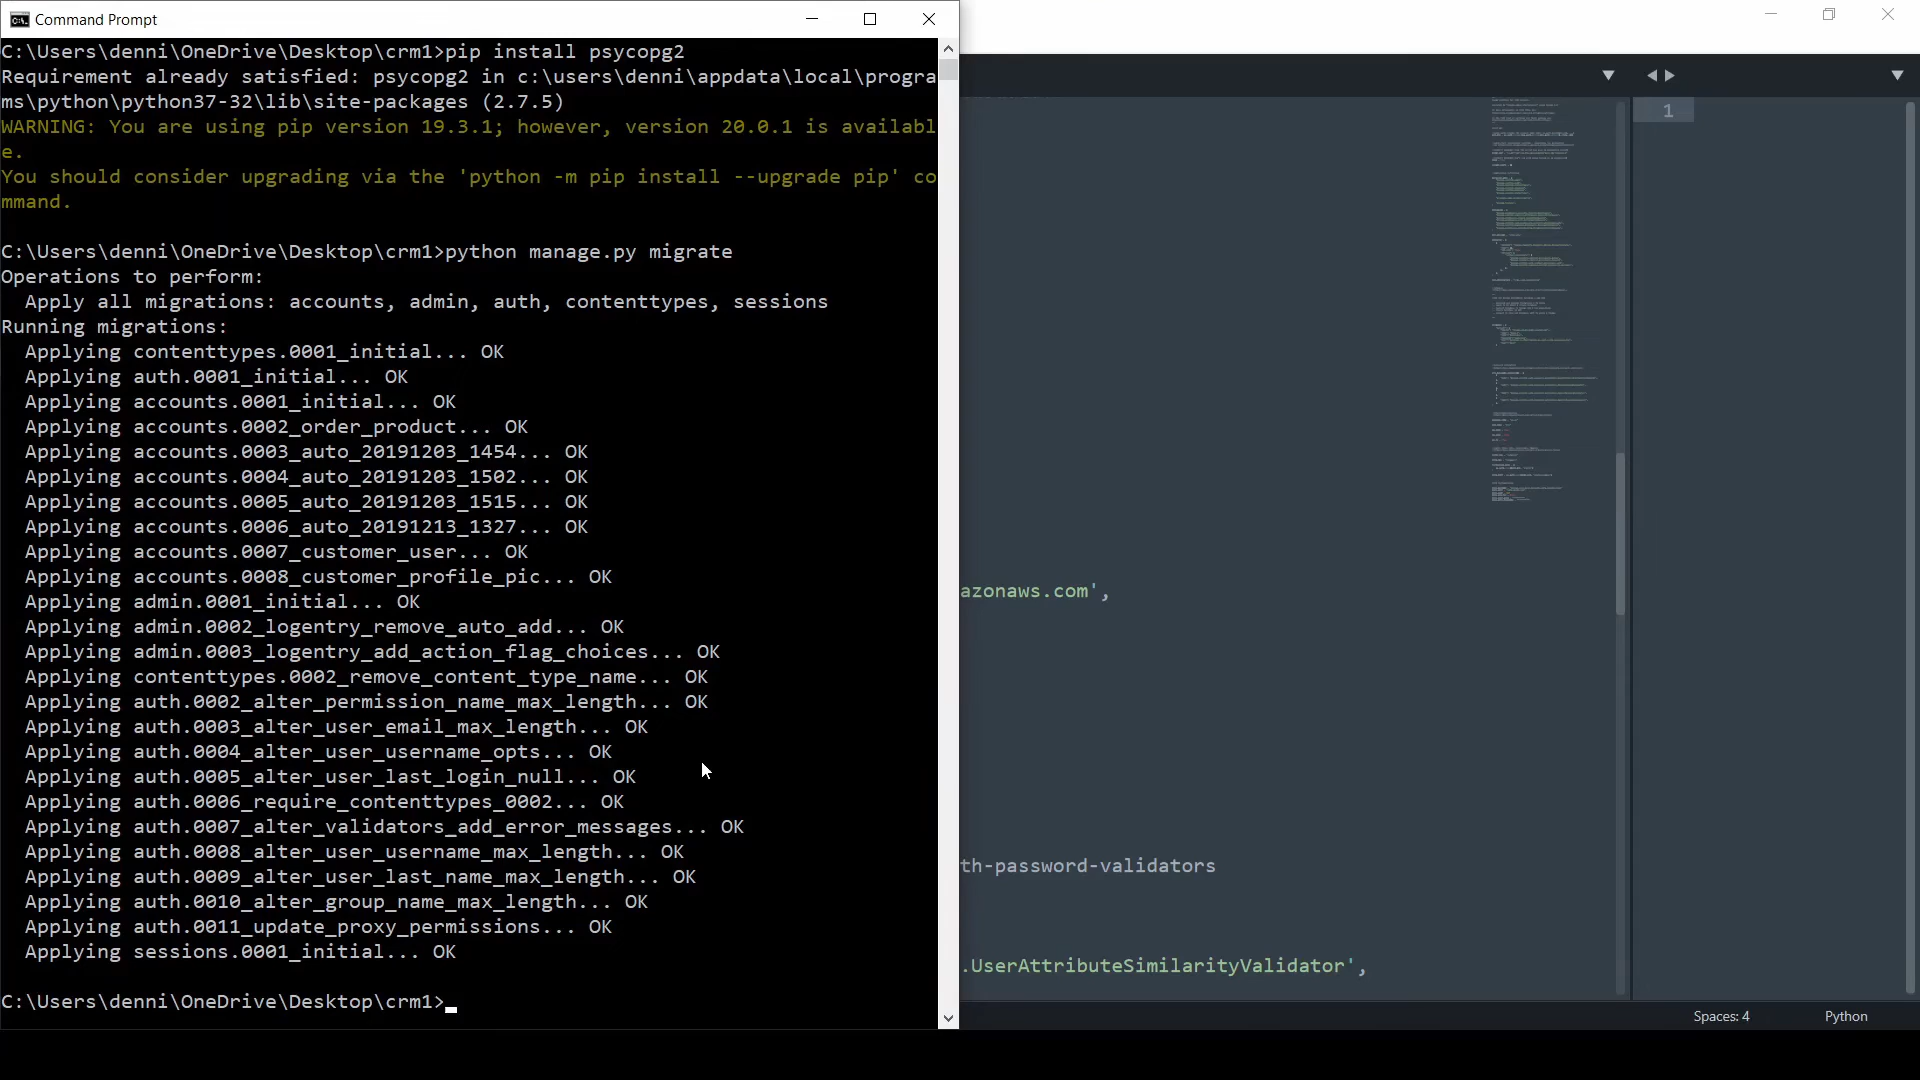 Command Prompt
C:\Users\denni\OneDrive\Desktop\crm1>pip install psycopg2
Requirement already satisfied: psycopg2 in c:\users\denni\appdata\local\progra
ms\python\python37-32\lib\site-packages (2.7.5)
WARNING: You are using pip version 19.3.1; however, version 20.0.1 is availabl
e.
You should consider upgrading via the 'python -m pip install --upgrade pip' co
mmand.
C:\Users\denni\OneDrive\Desktop\crm1>python manage.py migrate
Operations to perform:
  Apply all migrations: accounts, admin, auth, contenttypes, sessions
Running migrations:
  Applying contenttypes.0001_initial... OK
  Applying auth.0001_initial... OK
  Applying accounts.0001_initial... OK
  Applying accounts.0002_order_product... OK
  Applying accounts.0003_auto_20191203_1454... OK
  Applying accounts.0004_auto_20191203_1502... OK
  Applying accounts.0005_auto_20191203_1515... OK
  Applying accounts.0006_auto_20191213_1327... OK
  Applying accounts.0007_customer_user... OK
  Applying accounts.0008_customer_profile_pic... OK
  Applying admin.0001_initial... OK
  Applying admin.0002_logentry_remove_auto_add... OK
  Applying admin.0003_logentry_add_action_flag_choices... OK
  Applying contenttypes.0002_remove_content_type_name... OK
  Applying auth.0002_alter_permission_name_max_length... OK
  Applying auth.0003_alter_user_email_max_length... OK
  Applying auth.0004_alter_user_username_opts... OK
  Applying auth.0005_alter_user_last_login_null... OK
  Applying auth.0006_require_contenttypes_0002... OK
  Applying auth.0007_alter_validators_add_error_messages... OK
  Applying auth.0008_alter_user_username_max_length... OK
  Applying auth.0009_alter_user_last_name_max_length... OK
  Applying auth.0010_alter_group_name_max_length... OK
  Applying auth.0011_update_proxy_permissions... OK
  Applying sessions.0001_initial... OK
C:\Users\denni\OneDrive\Desktop\crm1>
azonaws.com',
th-password-validators
.UserAttributeSimilarityValidator',
1
Spaces: 4
Python